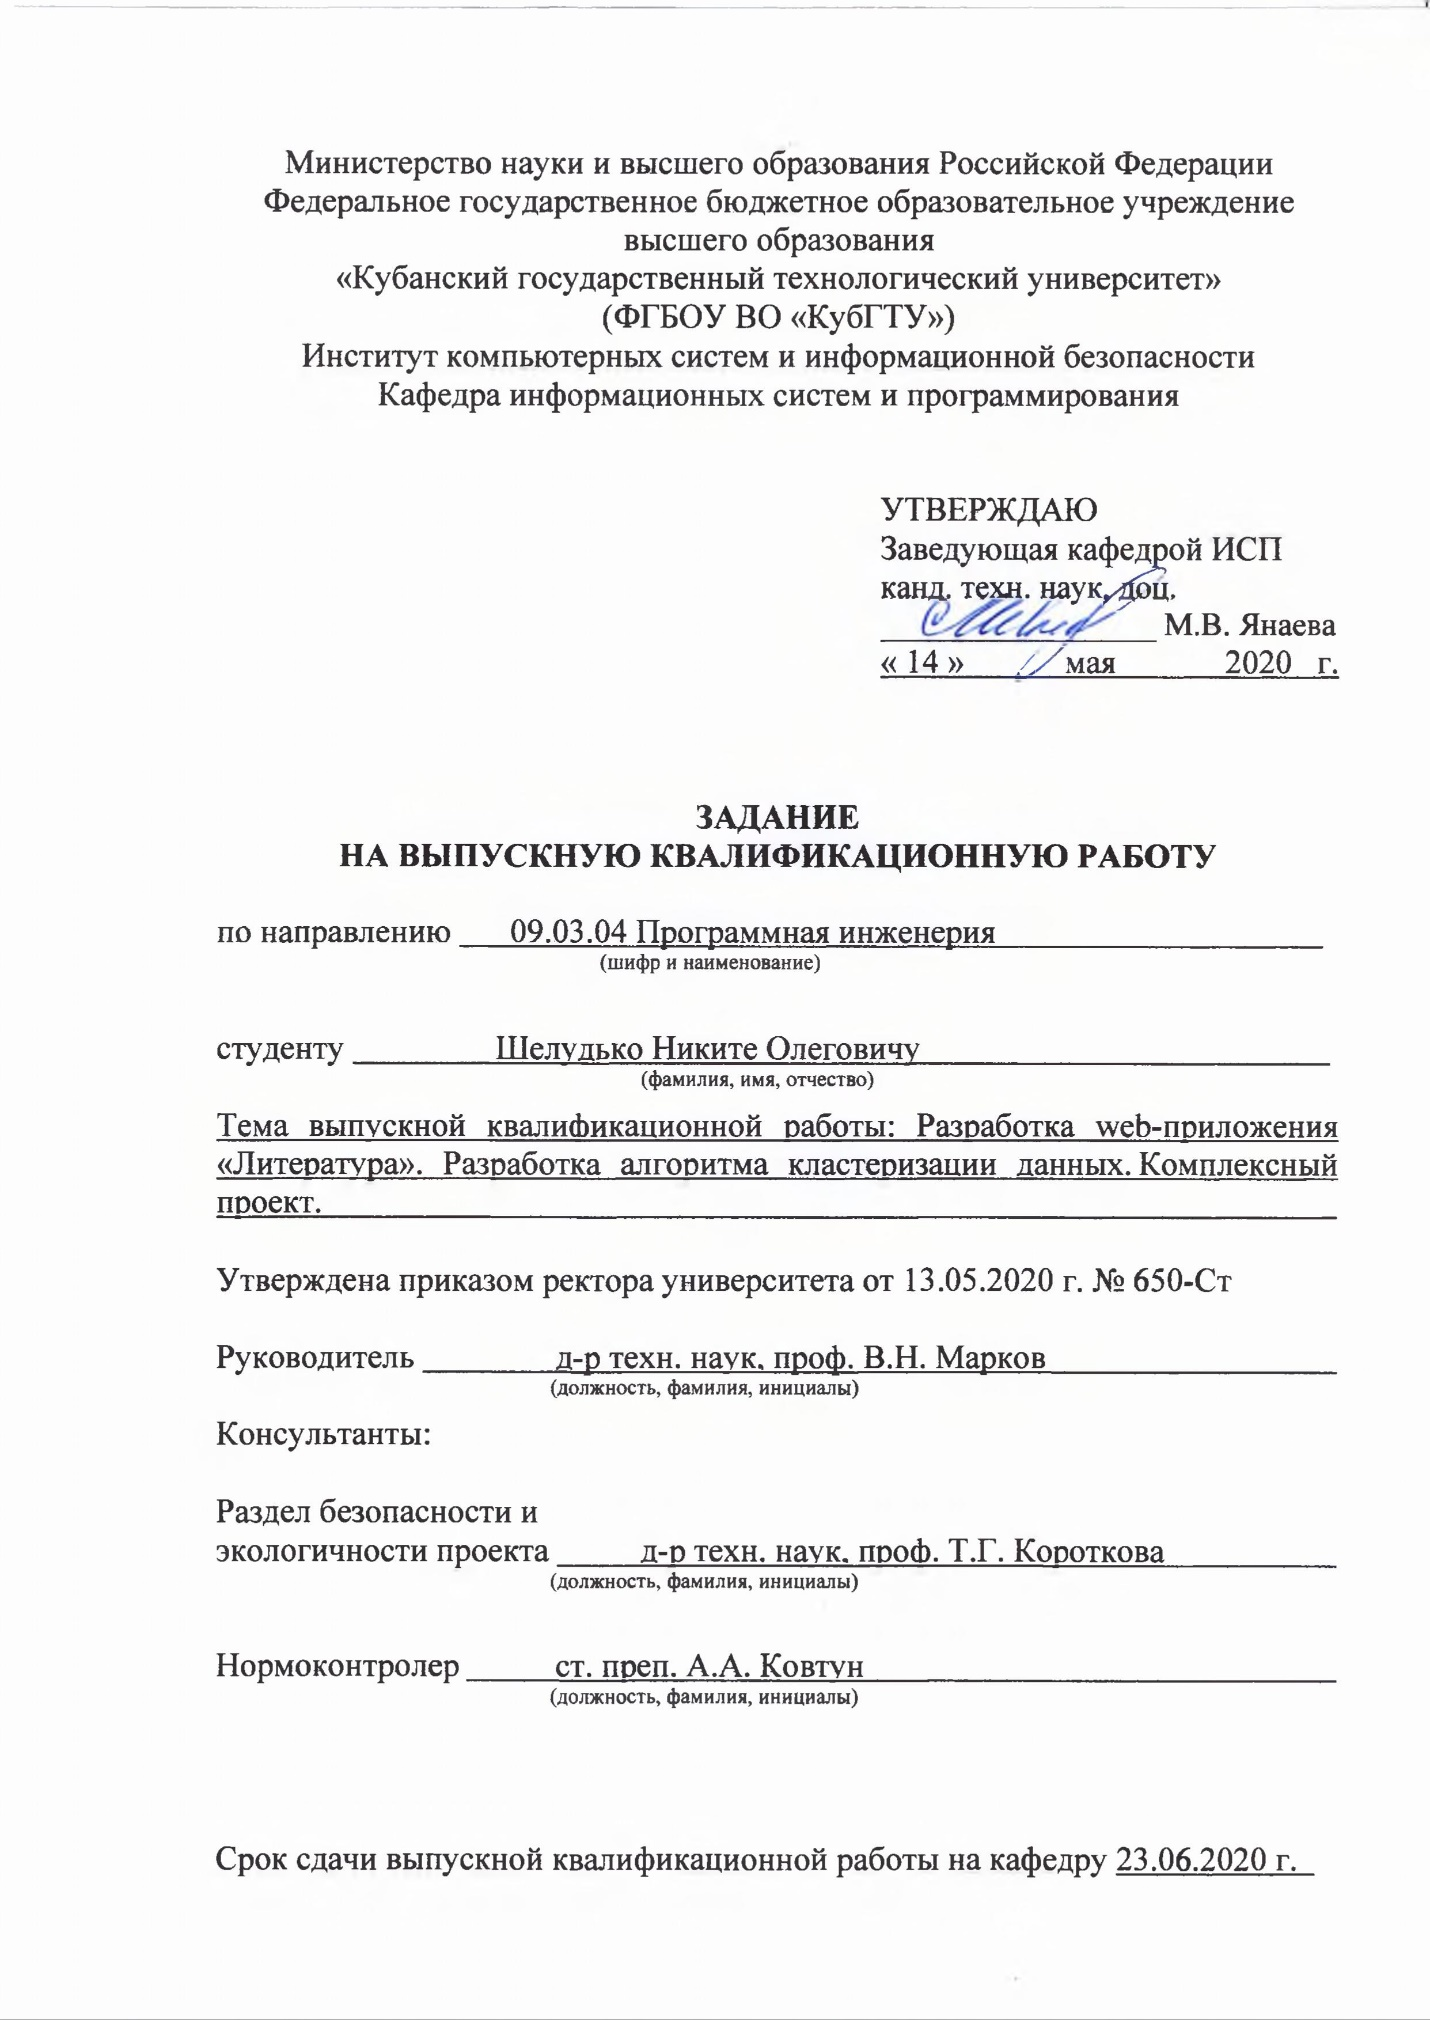 Министерство науки и высшего образования Российской Федерации
Федеральное государственное бюджетное образовательное учреждение
высшего образования
«Кубанский государственный технологический университет»
(ФГБОУ ВО «КубГТУ»)
Институт компьютерных систем и информационной безопасности
Кафедра информационных систем и программирования
УТВЕРЖДАЮ
Заведующая кафедрой ИСП
канд. техн. наук, доц.
М.В. Янаева
« 14 » мая 2020 г.
ЗАДАНИЕ
НА ВЫПУСКНУЮ КВАЛИФИКАЦИОННУЮ РАБОТУ
по направлению 09.03.04 Программная инженерия
(шифр и наименование)
студенту Шелудько Никите Олеговичу
(фамилия, имя, отчество)
Тема выпускной квалификационной работы: Разработка web-приложения
«Литература». Разработка алгоритма кластеризации данных. Комплексный
проект.
Утверждена приказом ректора университета от 13.05.2020 г. № 650-Ст
Руководитель д-р техн. наук, проф. В.Н. Марков
(должность, фамилия, инициалы)
Консультанты:
Раздел безопасности и
экологичности проекта д-р техн. наук, проф. Т.Г. Короткова
(должность, фамилия, инициалы)
Нормоконтролер ст. преп. А.А. Ковтун
(должность, фамилия, инициалы)
Срок сдачи выпускной квалификационной работы на кафедру 23.06.2020 г.